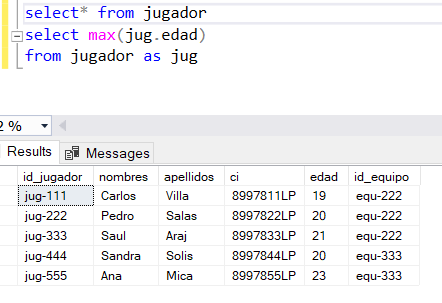 select* from jugador
select max(jug.edad)
from jugador as jug
2 %
Results Messages
id_jugador nombres apellidos ci edad id_equipo
jug-111 Carlos Villa 8997811LP 19 equ-222
jug-222 Pedro Salas 8997822LP 20 equ-222
jug-333 Saul Araj 8997833LP 21 equ-222
jug-444 Sandra Solis 8997844LP 20 equ-333
jug-555 Ana Mica 8997855LP 23 equ-333